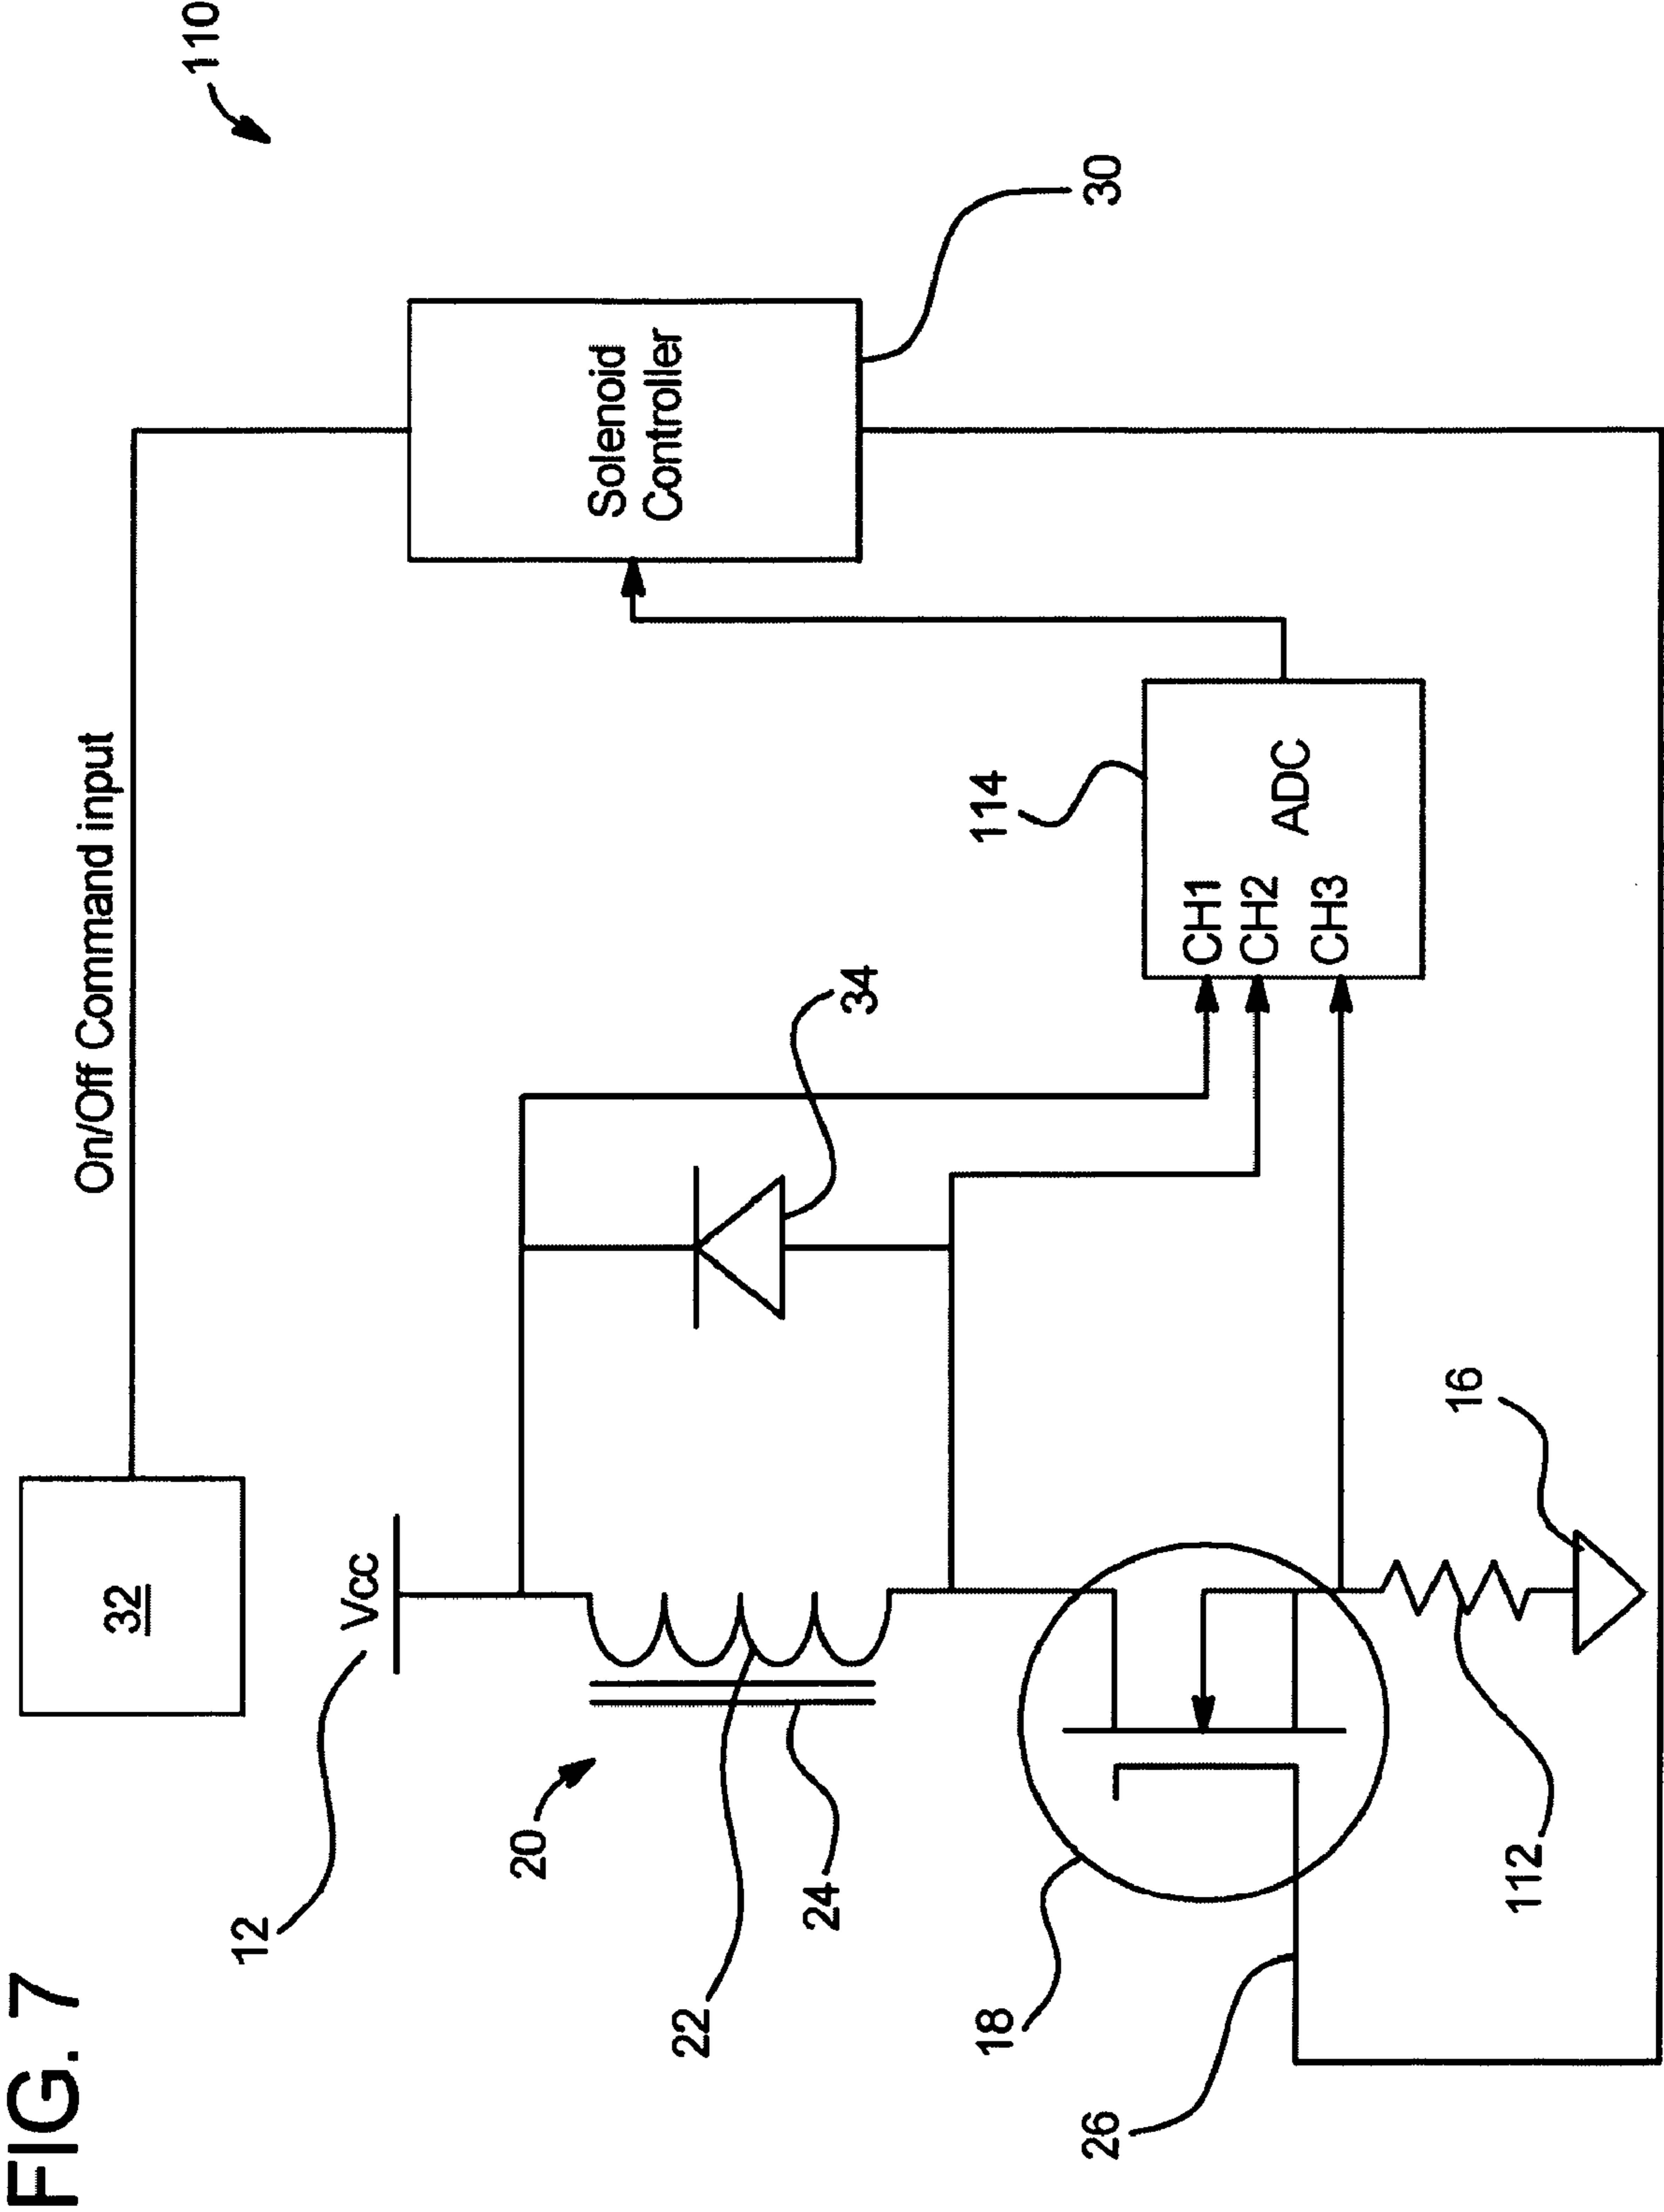 FIG. 7
32
On/Off Command input
110
12
Vcc
20
22
24
34
Solenoid
Controller
30
114
CH1
CH2
CH3
ADC
18
26
112
16